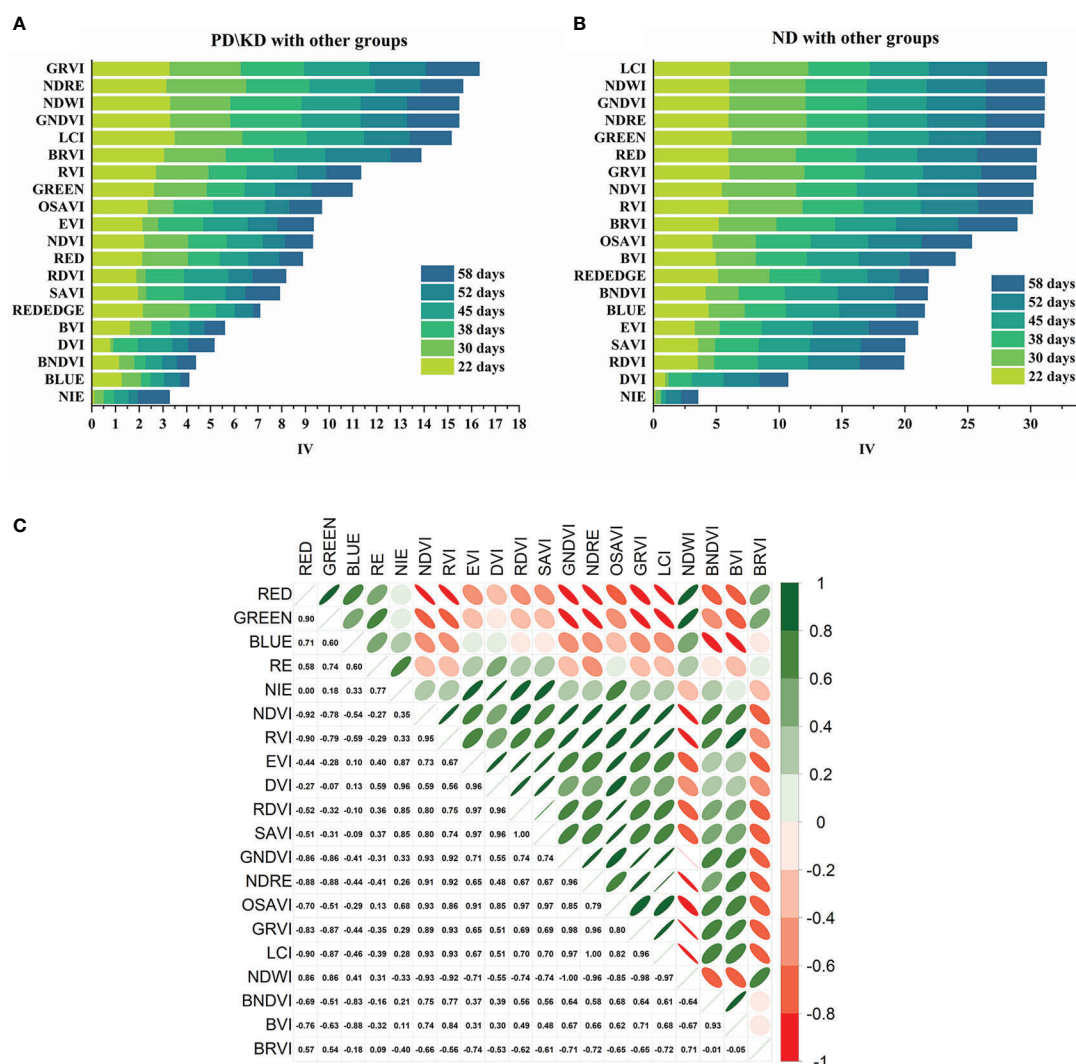 A
PD\KD with other groups
GRVI
NDRE
NDWI
GNDVI
LCI
BRVI
RVI
GREEN
OSAVI
EVI
NDVI
RED
RDVI
SAVI
REDEDGE
BVI
DVI
BNDVI
BLUE
NIE
58 days
52 days
45 days
38 days
30 days
22 days
0 1 2 3 4 5 6 7 8 9 10 11 12 13 14 15 16 17 18
IV
B
ND with other groups
LCI
NDWI
GNDVI
NDRE
GREEN
RED
GRVI
NDVI
RVI
BRVI
OSAVI
BVI
REDEDGE
BNDVI
BLUE
EVI
SAVI
RDVI
DVI
NIE
58 days
52 days
45 days
38 days
30 days
22 days
0 5 10 15 20 25 30
IV
C
RED GREEN BLUE RE NIE NDVI RVI EVI DVI RDVI SAVI GNDVI NDRE OSAVI GRVI LCI NDWI BNDVI BVI BRVI
RED
GREEN 0.90
BLUE 0.71 0.60
RE 0.58 0.74 0.60
NIE 0.00 0.18 0.33 0.77
NDVI -0.92 -0.78 -0.54 -0.27 0.35
RVI -0.90 -0.79 -0.59 -0.29 0.33 0.95
EVI -0.44 -0.28 0.10 0.40 0.87 0.73 0.67
DVI -0.27 -0.07 0.13 0.59 0.96 0.59 0.56 0.96
RDVI -0.52 -0.32 -0.10 0.36 0.85 0.80 0.75 0.97 0.96
SAVI -0.51 -0.31 -0.09 0.37 0.85 0.80 0.74 0.97 0.96 1.00
GNDVI -0.86 -0.86 -0.41 -0.31 0.33 0.93 0.92 0.71 0.55 0.74 0.74
NDRE -0.88 -0.88 -0.44 -0.41 0.26 0.91 0.92 0.65 0.48 0.67 0.67 0.96
OSAVI -0.70 -0.51 -0.29 0.13 0.68 0.93 0.86 0.91 0.85 0.97 0.97 0.85 0.79
GRVI -0.83 -0.87 -0.44 -0.35 0.29 0.89 0.93 0.65 0.51 0.69 0.69 0.98 0.96 0.80
LCI -0.90 -0.87 -0.46 -0.39 0.28 0.93 0.93 0.67 0.51 0.70 0.70 0.97 1.00 0.82 0.96
NDWI 0.86 0.86 0.41 0.31 -0.33 -0.93 -0.92 -0.71 -0.55 -0.74 -0.74 -1.00 -0.96 -0.85 -0.98 -0.97
BNDVI -0.69 -0.51 -0.83 -0.16 0.21 0.75 0.77 0.37 0.39 0.56 0.56 0.64 0.58 0.68 0.64 0.61 -0.64
BVI -0.76 -0.63 -0.88 -0.32 0.11 0.74 0.84 0.31 0.30 0.49 0.48 0.67 0.66 0.62 0.71 0.68 -0.67 0.93
BRVI 0.57 0.54 -0.18 0.09 -0.40 -0.66 -0.56 -0.74 -0.53 -0.62 -0.61 -0.71 -0.72 -0.65 -0.65 -0.72 0.71 -0.01 -0.05
1
0.8
0.6
0.4
0.2
0
-0.2
-0.4
-0.6
-0.8
-1